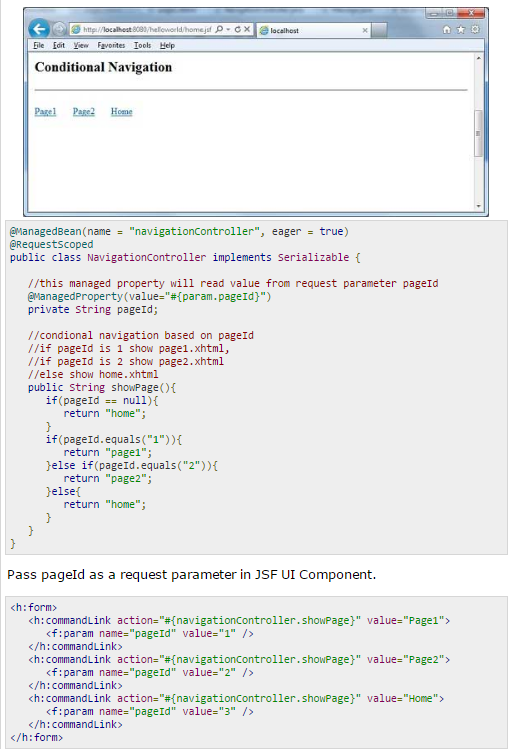 http://localhost:8080/helloworld/home.jsf
localhost
File Edit View Favorites Tools Help
Conditional Navigation
Page1 Page2 Home
@ManagedBean(name = "navigationController", eager = true)
@RequestScoped
public class NavigationController implements Serializable {
//this managed property will read value from request parameter pageId
@ManagedProperty(value="#{param.pageId}")
private String pageId;
//condional navigation based on pageId
//if pageId is 1 show page1.xhtml,
//if pageId is 2 show page2.xhtml
//else show home.xhtml
public String showPage(){
if(pageId == null){
return "home";
}
if(pageId.equals("1")){
return "page1";
}else if(pageId.equals("2")){
return "page2";
}else{
return "home";
}
}
}
Pass pageId as a request parameter in JSF UI Component.
<h:form>
<h:commandLink action="#{navigationController.showPage}" value="Page1">
<f:param name="pageId" value="1" />
</h:commandLink>
<h:commandLink action="#{navigationController.showPage}" value="Page2">
<f:param name="pageId" value="2" />
</h:commandLink>
<h:commandLink action="#{navigationController.showPage}" value="Home">
<f:param name="pageId" value="3" />
</h:commandLink>
</h:form>